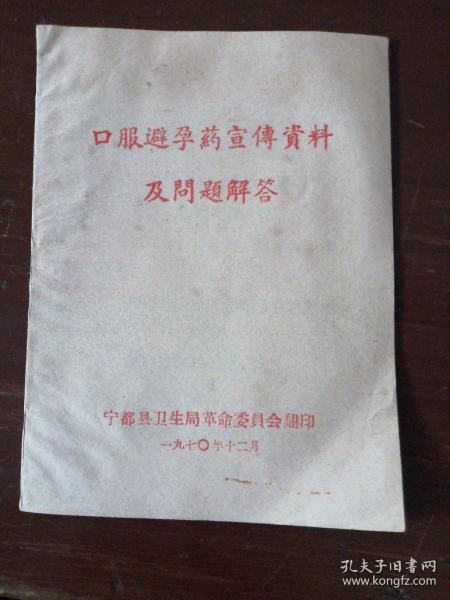 口服避孕葯宣傳資料
及問題解答
宁都县卫生局革命委員会翻印
一九七〇年十二月
孔夫子旧书网
www.kongfz.com